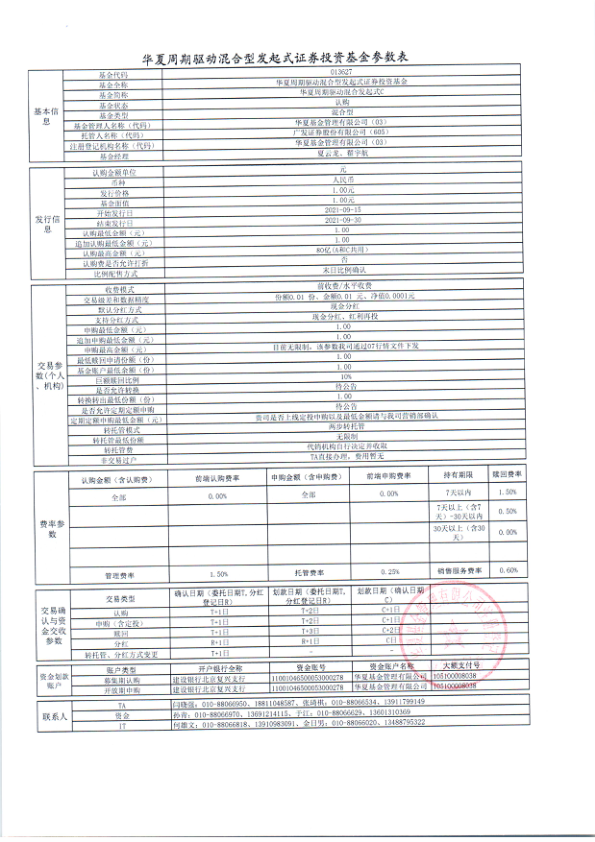 华夏周期驱动混合型发起式证券投资基金参数表
基本信息
基金代码 013627
基金全称 华夏周期驱动混合型发起式证券投资基金
基金简称 华夏周期驱动混合发起式C
基金状态 认购
基金类型 混合型
基金管理人名称（代码） 华夏基金管理有限公司（03）
托管人名称（代码） 广发证券股份有限公司（605）
注册登记机构名称（代码） 华夏基金管理有限公司（03）
基金经理 夏云龙、翟宇航
发行信息
认购金额单位 元
币种 人民币
发行价格 1.00元
基金面值 1.00元
开始发行日 2021-09-15
结束发行日 2021-09-30
认购最低金额（元） 1.00
追加认购最低金额（元） 1.00
认购最高金额（元） 80亿(A和C共用)
认购费是否允许打折 否
比例配售方式 末日比例确认
交易参数(个人、机构)
收费模式 前收费/水平收费
交易级差和数据精度 份额0.01 份、金额0.01 元、净值0.0001元
默认分红方式 现金分红
支持分红方式 现金分红、红利再投
申购最低金额（元） 1.00
追加申购最低金额（元） 1.00
申购最高金额（元） 目前无限制，该参数我司通过07行情文件下发
最低赎回申请份额（份） 1.00
基金账户最低余额（份） 1.00
巨额赎回比例 10%
是否允许转换 待公告
转换转出最低份额（份） 1.00
是否允许定期定额申购 待公告
定期定额申购最低金额（元） 贵司是否上线定投申购以及最低金额请与我司营销部确认
转托管模式 两步转托管
转托管最低份额 无限制
转托管费 代销机构自行决定并收取
非交易过户 TA直接办理，费用暂无
费率参数
认购金额（含认购费） 前端认购费率 申购金额（含申购费） 前端申购费率 持有期限 赎回费率
全部 0.00% 全部 0.00% 7天以内 1.50%
7天以上（含7天）-30天以内 0.50%
30天以上（含30天） 0.00%
管理费率 1.50% 托管费率 0.25% 销售服务费率 0.60%
交易确认与资金交收参数
交易类型 确认日期（委托日期T,分红登记日R） 划款日期（委托日期T,分红登记日R） 划款日期（确认日期C）
认购 T+1日 T+2日 C+1日
申购（含定投） T+1日 T+2日 C+1日
赎回 T+1日 T+3日 C+2日
分红 R+1日 R+1日 C日
转托管、分红方式变更 T+1日 - -
资金划款账户
账户类型 开户银行全称 资金账号 资金账户名称 大额支付号
募集期认购 建设银行北京复兴支行 11001046500053000278 华夏基金管理有限公司 105100008038
开放期申购 建设银行北京复兴支行 11001046500053000278 华夏基金管理有限公司 105100008038
联系人
TA 010-88066950，18811048587，张琦祺：010-88066534，13911799149
资金 孙青：010-88066970，13691214115，于江：010-88066629，13601310369
IT 010-88066818，13910983091，金日男：010-88066020，13488795322